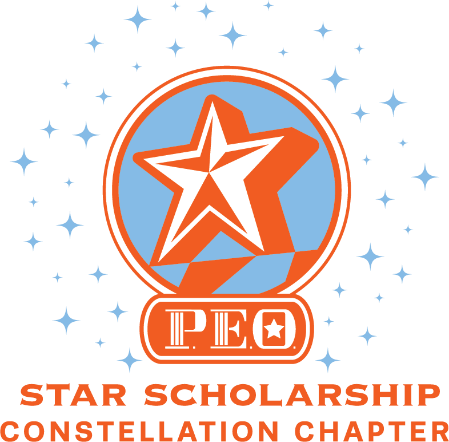 P.E.O.
STAR SCHOLARSHIP
CONSTELLATION CHAPTER